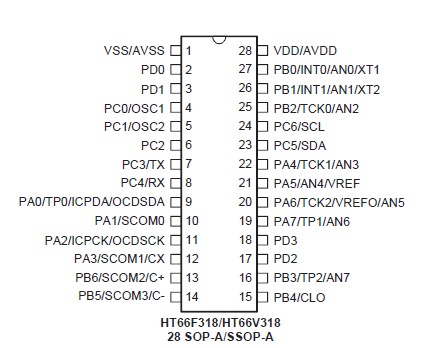 VSS/AVSS 1 28 VDD/AVDD
PD0 2 27 PB0/INT0/AN0/XT1
PD1 3 26 PB1/INT1/AN1/XT2
PC0/OSC1 4 25 PB2/TCK0/AN2
PC1/OSC2 5 24 PC6/SCL
PC2 6 23 PC5/SDA
PC3/TX 7 22 PA4/TCK1/AN3
PC4/RX 8 21 PA5/AN4/VREF
PA0/TP0/ICPDA/OCDSDA 9 20 PA6/TCK2/VREFO/AN5
PA1/SCOM0 10 19 PA7/TP1/AN6
PA2/ICPCK/OCDSCK 11 18 PD3
PA3/SCOM1/CX 12 17 PD2
PB6/SCOM2/C+ 13 16 PB3/TP2/AN7
PB5/SCOM3/C- 14 15 PB4/CLO
HT66F318/HT66V318
28 SOP-A/SSOP-A